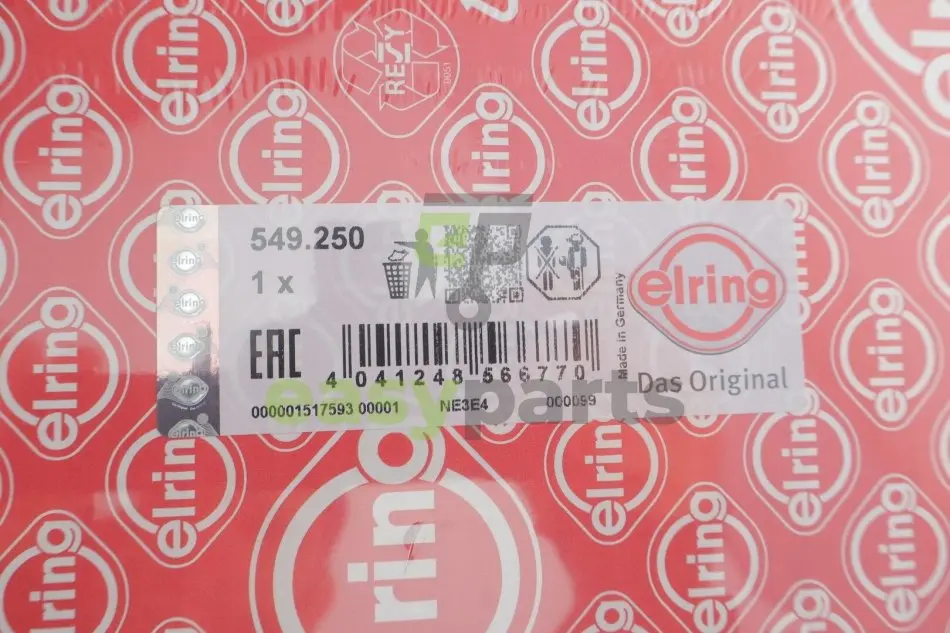 RESY
0051
elring
549.250
1 x
EAC
4 041248 566770
000001517593 00001 NE3E4 000099
Made in Germany
elring
Das Original
easyparts